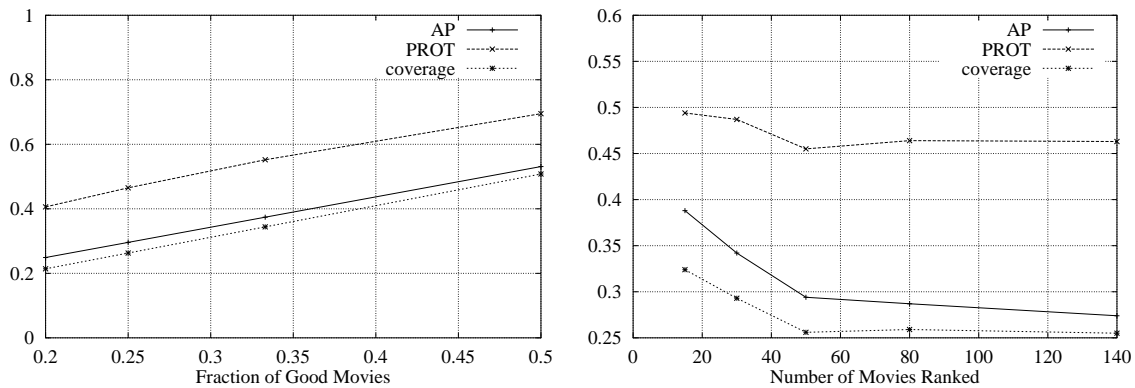 1
0.8
0.6
0.4
0.2
0
0.2 0.25 0.3 0.35 0.4 0.45 0.5
Fraction of Good Movies
AP
PROT
coverage
0.6
0.55
0.5
0.45
0.4
0.35
0.3
0.25
0 20 40 60 80 100 120 140
Number of Movies Ranked
AP
PROT
coverage